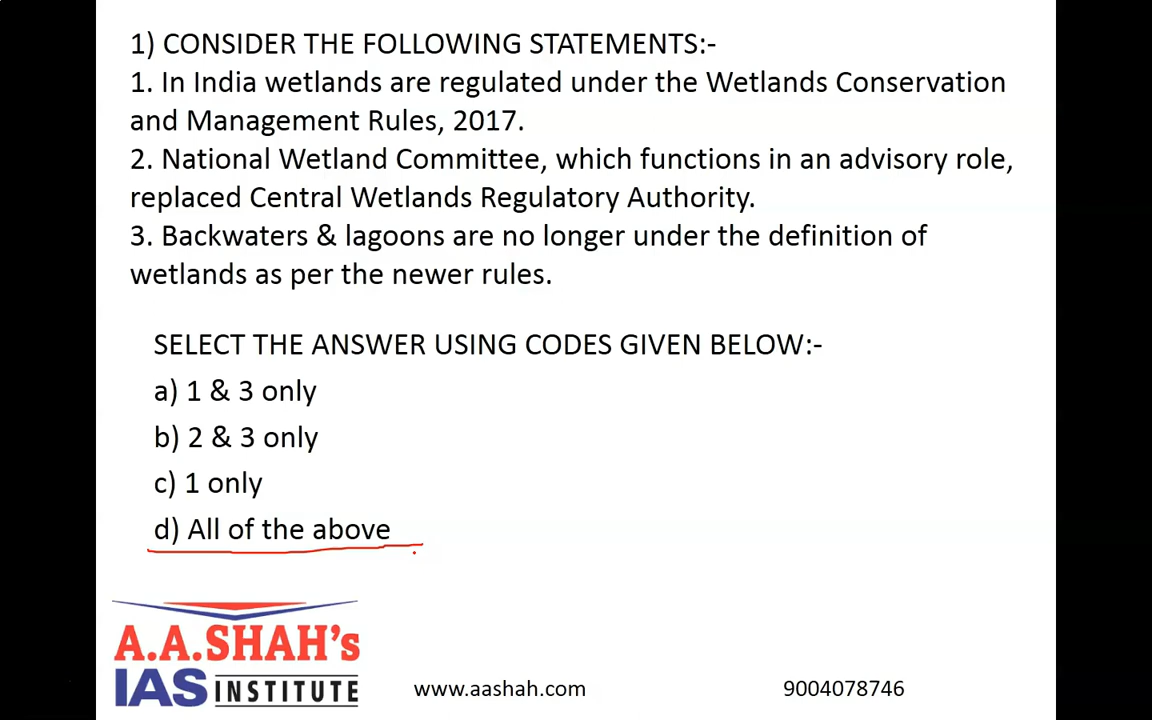 1) CONSIDER THE FOLLOWING STATEMENTS:-
1. In India wetlands are regulated under the Wetlands Conservation
and Management Rules, 2017.
2. National Wetland Committee, which functions in an advisory role,
replaced Central Wetlands Regulatory Authority.
3. Backwaters & lagoons are no longer under the definition of
wetlands as per the newer rules.
SELECT THE ANSWER USING CODES GIVEN BELOW:-
a) 1 & 3 only
b) 2 & 3 only
c) 1 only
d) All of the above
A.A.SHAH's
IAS INSTITUTE
www.aashah.com
9004078746